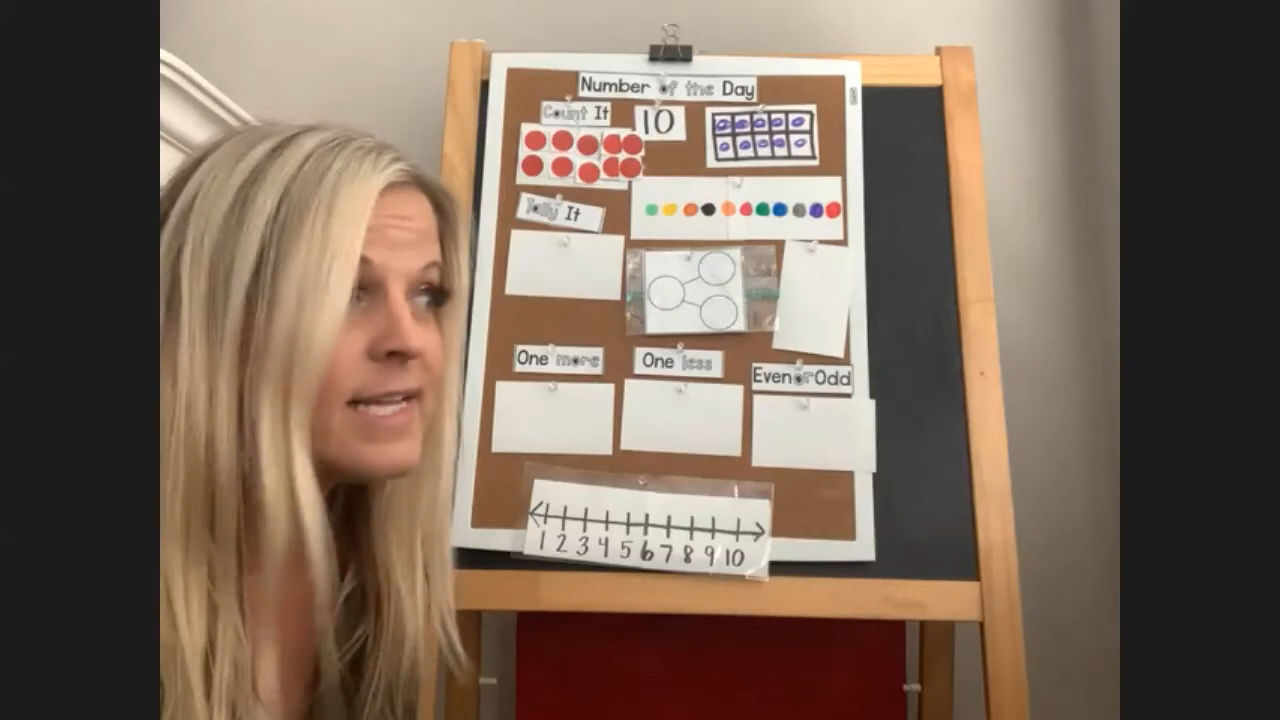 Number of the Day
Count It
10
Tally It
One more
One less
Even or Odd
1 2 3 4 5 6 7 8 9 10